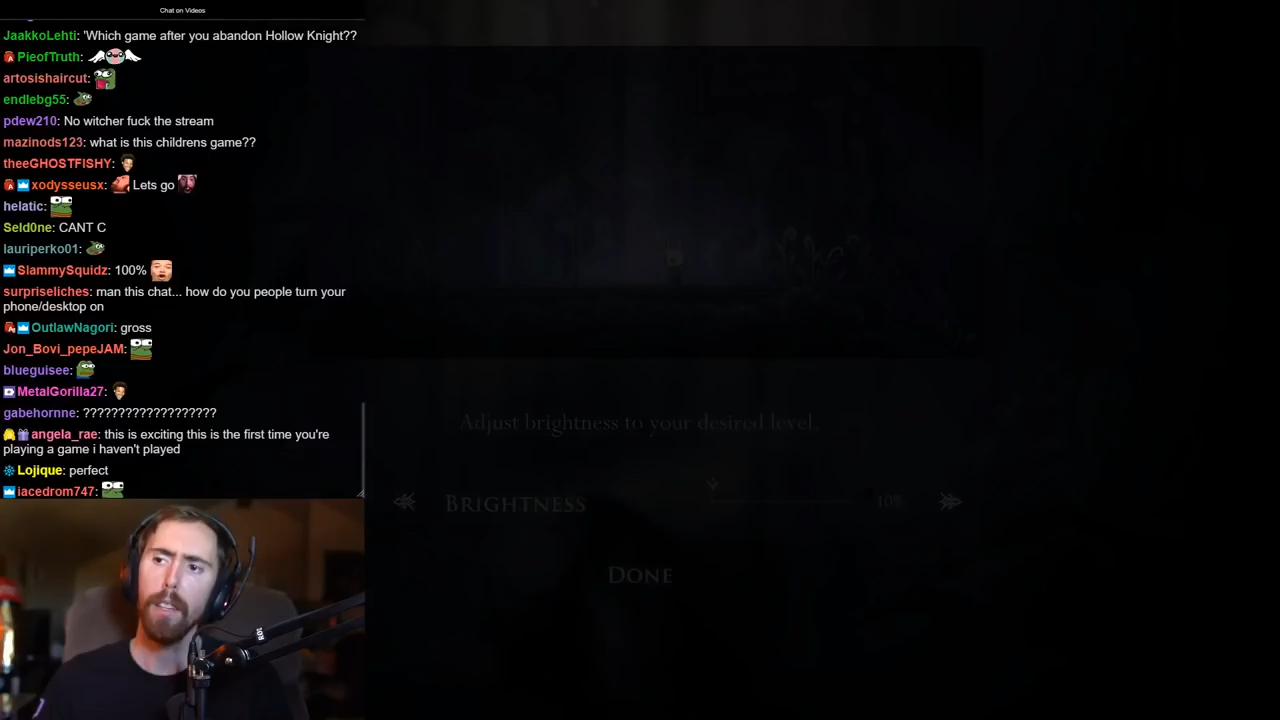 Chat on Videos
JaakkoLehti: 'Which game after you abandon Hollow Knight??
PieofTruth:
artosishaircut:
endlebg55:
pdew210: No witcher fuck the stream
mazinods123: what is this childrens game??
theeGHOSTFISHY:
xodysseusx: Lets go
helatic:
Seld0ne: CANT C
lauriperko01:
SlammySquidz: 100%
surpriseliches: man this chat... how do you people turn your
phone/desktop on
OutlawNagori: gross
Jon_Bovi_pepeJAM:
blueguisee:
MetalGorilla27:
gabehornne: ???????????????????
angela_rae: this is exciting this is the first time you're
playing a game i haven't played
Lojique: perfect
iacedrom747:
Adjust brightness to your desired level.
BRIGHTNESS
DONE